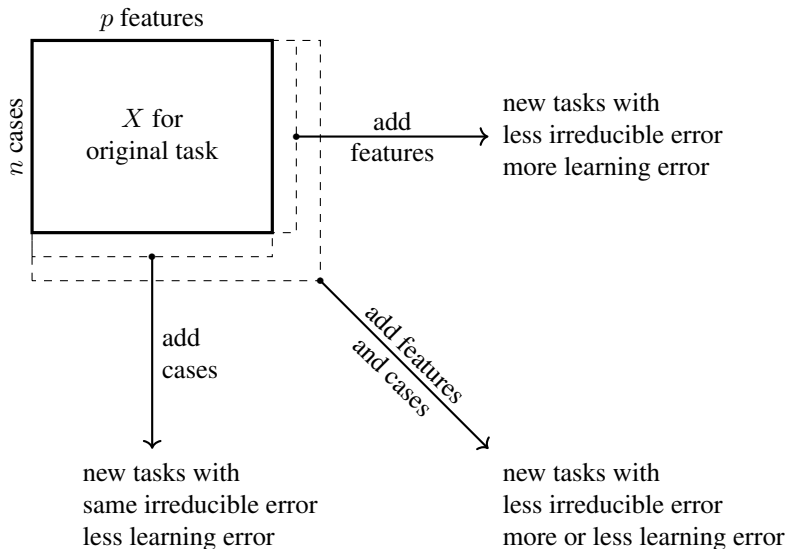 p features
n cases
X for
original task
add
features
new tasks with
less irreducible error
more learning error
add
cases
add features
and cases
new tasks with
same irreducible error
less learning error
new tasks with
less irreducible error
more or less learning error